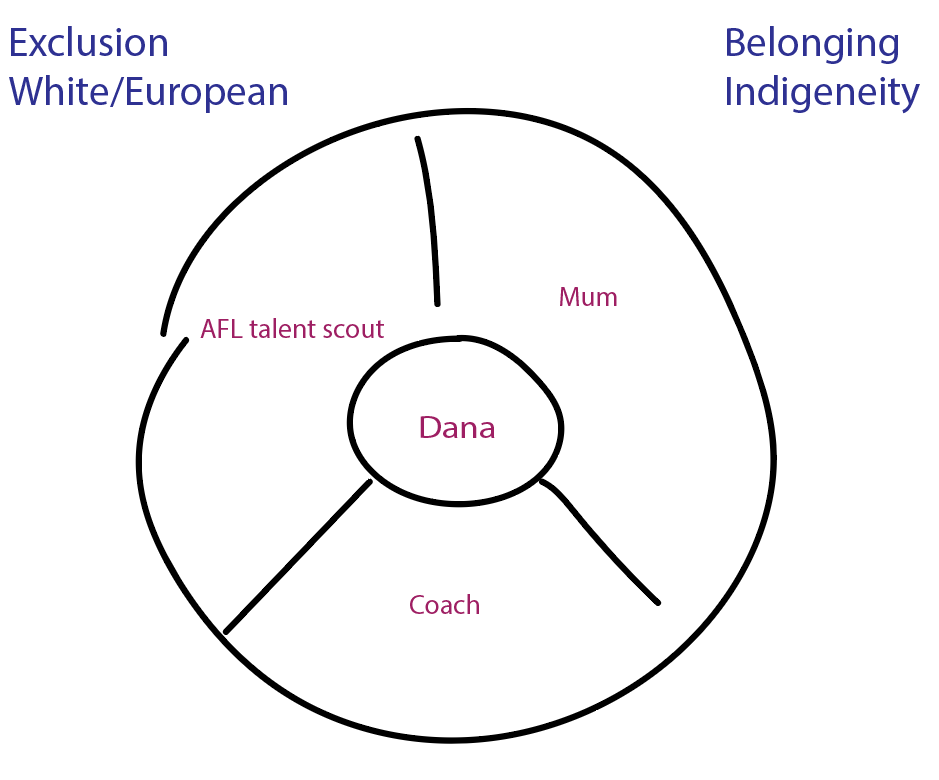 Exclusion
White/European
Belonging
Indigeneity
Mum
AFL talent scout
Dana
Coach